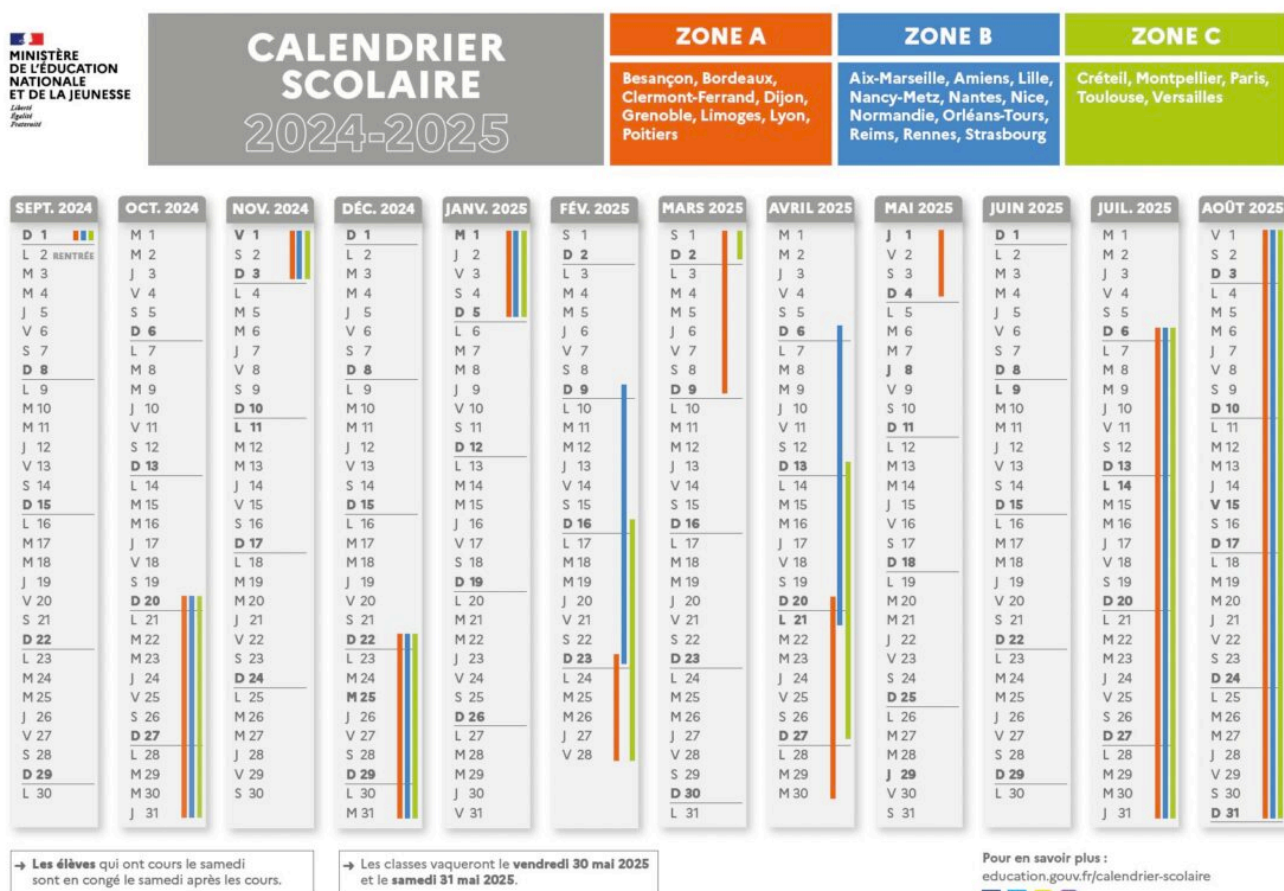 MINISTÈRE
DE L'ÉDUCATION
NATIONALE
ET DE LA JEUNESSE
Liberté
Égalité
Fraternité
CALENDRIER
SCOLAIRE
2024-2025
ZONE A
Besançon, Bordeaux,
Clermont-Ferrand, Dijon,
Grenoble, Limoges, Lyon,
Poitiers
ZONE B
Aix-Marseille, Amiens, Lille,
Nancy-Metz, Nantes, Nice,
Normandie, Orléans-Tours,
Reims, Rennes, Strasbourg
ZONE C
Créteil, Montpellier, Paris,
Toulouse, Versailles
SEPT. 2024 OCT. 2024 NOV. 2024 DÉC. 2024 JANV. 2025 FÉV. 2025 MARS 2025 AVRIL 2025 MAI 2025 JUIN 2025 JUIL. 2025 AOÛT 2025
D 1 M 1 V 1 D 1 M 1 S 1 S 1 M 1 J 1 D 1 M 1 V 1
L 2 RENTRÉE M 2 S 2 L 2 J 2 D 2 D 2 M 2 V 2 L 2 M 2 S 2
M 3 J 3 D 3 M 3 V 3 L 3 L 3 J 3 S 3 M 3 J 3 D 3
M 4 V 4 L 4 M 4 S 4 M 4 M 4 V 4 D 4 M 4 V 4 L 4
J 5 S 5 M 5 J 5 D 5 M 5 M 5 S 5 L 5 J 5 S 5 M 5
V 6 D 6 M 6 V 6 L 6 J 6 J 6 D 6 M 6 V 6 D 6 M 6
S 7 L 7 J 7 S 7 M 7 V 7 V 7 L 7 M 7 S 7 L 7 J 7
D 8 M 8 V 8 D 8 M 8 S 8 S 8 M 8 J 8 D 8 M 8 V 8
L 9 M 9 S 9 L 9 J 9 D 9 D 9 M 9 V 9 L 9 M 9 S 9
M 10 J 10 D 10 M 10 V 10 L 10 L 10 J 10 S 10 M 10 J 10 D 10
M 11 V 11 L 11 M 11 S 11 M 11 M 11 V 11 D 11 M 11 V 11 L 11
J 12 S 12 M 12 J 12 D 12 M 12 M 12 S 12 L 12 J 12 S 12 M 12
V 13 D 13 M 13 V 13 L 13 J 13 J 13 D 13 M 13 V 13 D 13 M 13
S 14 L 14 J 14 S 14 M 14 V 14 V 14 L 14 M 14 S 14 L 14 J 14
D 15 M 15 V 15 D 15 M 15 S 15 S 15 M 15 J 15 D 15 M 15 V 15
L 16 M 16 S 16 L 16 J 16 D 16 D 16 M 16 V 16 L 16 M 16 S 16
M 17 J 17 D 17 M 17 V 17 L 17 L 17 J 17 S 17 M 17 J 17 D 17
M 18 V 18 L 18 M 18 S 18 M 18 M 18 V 18 D 18 M 18 V 18 L 18
J 19 S 19 M 19 J 19 D 19 M 19 M 19 S 19 L 19 J 19 S 19 M 19
V 20 D 20 M 20 V 20 L 20 J 20 J 20 D 20 M 20 V 20 D 20 M 20
S 21 L 21 J 21 S 21 M 21 V 21 V 21 L 21 M 21 S 21 L 21 J 21
D 22 M 22 V 22 D 22 M 22 S 22 S 22 M 22 J 22 D 22 M 22 V 22
L 23 M 23 S 23 L 23 J 23 D 23 D 23 M 23 V 23 L 23 M 23 S 23
M 24 J 24 D 24 M 24 V 24 L 24 L 24 J 24 S 24 M 24 J 24 D 24
M 25 V 25 L 25 M 25 S 25 M 25 M 25 V 25 D 25 M 25 V 25 L 25
J 26 S 26 M 26 J 26 D 26 M 26 M 26 S 26 L 26 J 26 S 26 M 26
V 27 D 27 M 27 V 27 L 27 J 27 J 27 D 27 M 27 V 27 D 27 M 27
S 28 L 28 J 28 S 28 M 28 V 28 V 28 L 28 M 28 S 28 L 28 J 28
D 29 M 29 V 29 D 29 M 29 S 29 M 29 J 29 D 29 M 29 V 29
L 30 M 30 S 30 L 30 J 30 D 30 M 30 V 30 L 30 M 30 S 30
J 31 M 31 V 31 L 31 S 31 J 31 D 31
→ Les élèves qui ont cours le samedi
sont en congé le samedi après les cours.
→ Les classes vaqueront le vendredi 30 mai 2025
et le samedi 31 mai 2025.
Pour en savoir plus :
education.gouv.fr/calendrier-scolaire